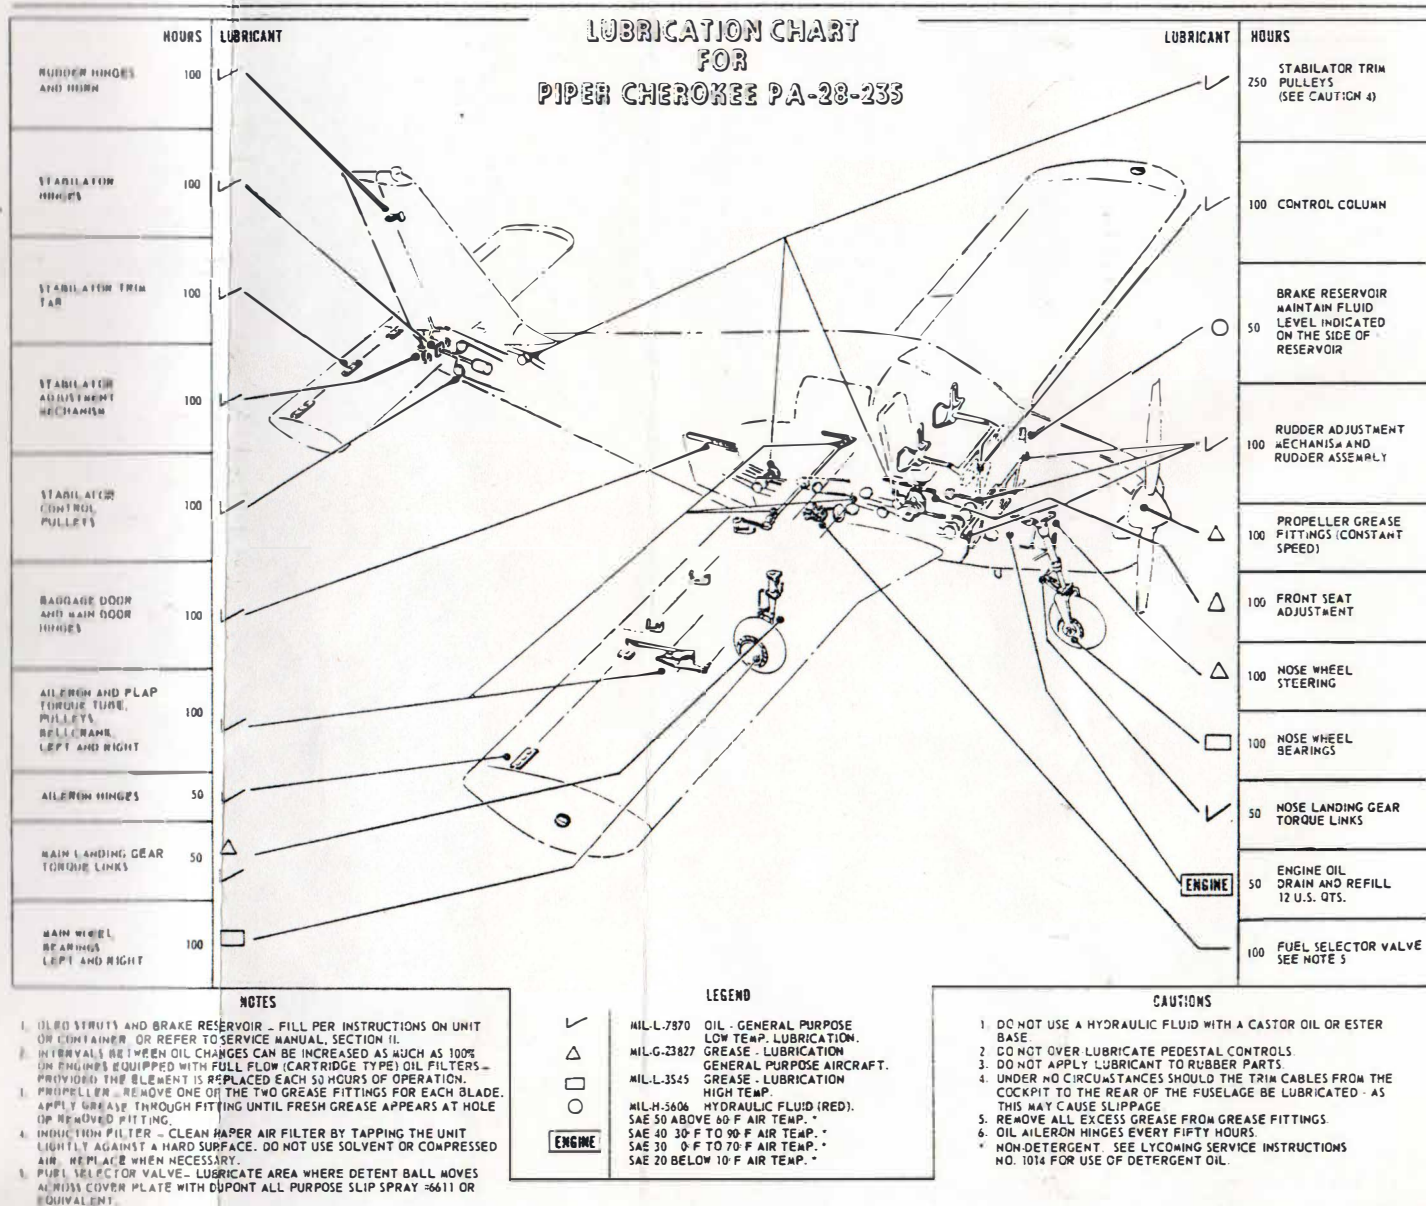 LUBRICATION CHART
FOR
PIPER CHEROKEE PA-28-235
HOURS LUBRICANT
RUDDER HINGES
AND HORN
100
STABILATOR
HINGES
100
STABILATOR TRIM
TAB
100
STABILATOR
ADJUSTMENT
MECHANISM
100
STABILATOR
CONTROL
PULLEYS
100
BAGGAGE DOOR
AND MAIN DOOR
HINGES
100
AILERON AND FLAP
TORQUE TUBE,
PULLEYS
BELLCRANK
LEFT AND RIGHT
100
AILERON HINGES 50
MAIN LANDING GEAR
TORQUE LINKS
50
MAIN WHEEL
BEARINGS
LEFT AND RIGHT
100
LUBRICANT HOURS
250 STABILATOR TRIM
PULLEYS
(SEE CAUTION 4)
100 CONTROL COLUMN
50 BRAKE RESERVOIR
MAINTAIN FLUID
LEVEL INDICATED
ON THE SIDE OF
RESERVOIR
100 RUDDER ADJUSTMENT
MECHANISM AND
RUDDER ASSEMBLY
100 PROPELLER GREASE
FITTINGS (CONSTANT
SPEED)
100 FRONT SEAT
ADJUSTMENT
100 NOSE WHEEL
STEERING
100 NOSE WHEEL
BEARINGS
50 NOSE LANDING GEAR
TORQUE LINKS
ENGINE 50 ENGINE OIL
DRAIN AND REFILL
12 U.S. QTS.
100 FUEL SELECTOR VALVE
SEE NOTE 5
NOTES
1. OLEO STRUTS AND BRAKE RESERVOIR - FILL PER INSTRUCTIONS ON UNIT
OR CONTAINER, OR REFER TO SERVICE MANUAL, SECTION II.
2. INTERVALS BETWEEN OIL CHANGES CAN BE INCREASED AS MUCH AS 100%
ON ENGINES EQUIPPED WITH FULL FLOW (CARTRIDGE TYPE) OIL FILTERS -
PROVIDED THE ELEMENT IS REPLACED EACH 50 HOURS OF OPERATION.
3. PROPELLER - REMOVE ONE OF THE TWO GREASE FITTINGS FOR EACH BLADE.
APPLY GREASE THROUGH FITTING UNTIL FRESH GREASE APPEARS AT HOLE
OF REMOVED FITTING.
4. INDUCTION FILTER - CLEAN PAPER AIR FILTER BY TAPPING THE UNIT
LIGHTLY AGAINST A HARD SURFACE. DO NOT USE SOLVENT OR COMPRESSED
AIR. REPLACE WHEN NECESSARY.
5. FUEL SELECTOR VALVE - LUBRICATE AREA WHERE DETENT BALL MOVES
ACROSS COVER PLATE WITH DUPONT ALL PURPOSE SLIP SPRAY #6611 OR
EQUIVALENT.
LEGEND
MIL-L-7870 OIL - GENERAL PURPOSE
LOW TEMP. LUBRICATION.
MIL-G-23827 GREASE - LUBRICATION
GENERAL PURPOSE AIRCRAFT.
MIL-L-3545 GREASE - LUBRICATION
HIGH TEMP.
MIL-H-5606 HYDRAULIC FLUID (RED).
SAE 50 ABOVE 60°F AIR TEMP. *
SAE 40 30°F TO 90°F AIR TEMP. *
ENGINE SAE 30 0°F TO 70°F AIR TEMP. *
SAE 20 BELOW 10°F AIR TEMP. *
CAUTIONS
1. DO NOT USE A HYDRAULIC FLUID WITH A CASTOR OIL OR ESTER
BASE.
2. DO NOT OVER LUBRICATE PEDESTAL CONTROLS.
3. DO NOT APPLY LUBRICANT TO RUBBER PARTS.
4. UNDER NO CIRCUMSTANCES SHOULD THE TRIM CABLES FROM THE
COCKPIT TO THE REAR OF THE FUSELAGE BE LUBRICATED - AS
THIS MAY CAUSE SLIPPAGE.
5. REMOVE ALL EXCESS GREASE FROM GREASE FITTINGS.
6. OIL AILERON HINGES EVERY FIFTY HOURS.
* NON-DETERGENT. SEE LYCOMING SERVICE INSTRUCTIONS
NO. 1014 FOR USE OF DETERGENT OIL.